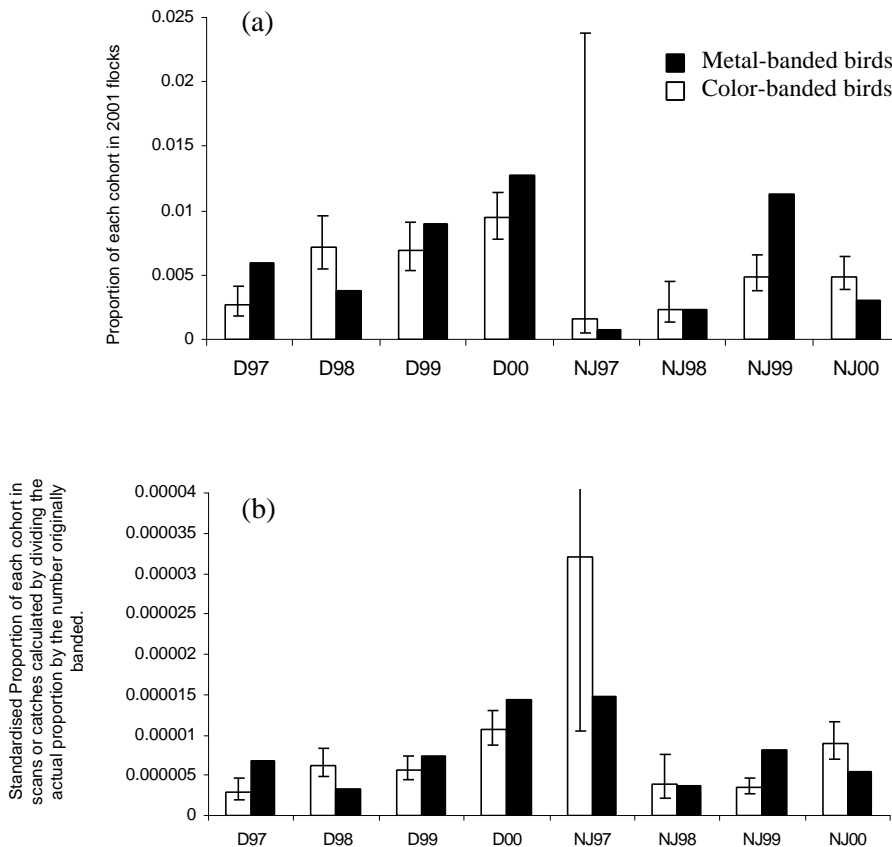 (a)
Metal-banded birds
Color-banded birds
Proportion of each cohort in 2001 flocks
0.025
0.02
0.015
0.01
0.005
0
D97 D98 D99 D00 NJ97 NJ98 NJ99 NJ00
(b)
Standardised Proportion of each cohort in
scans or catches calculated by dividing the
actual proportion by the number originally
banded.
0.00004
0.000035
0.00003
0.000025
0.00002
0.000015
0.00001
0.000005
0
D97 D98 D99 D00 NJ97 NJ98 NJ99 NJ00